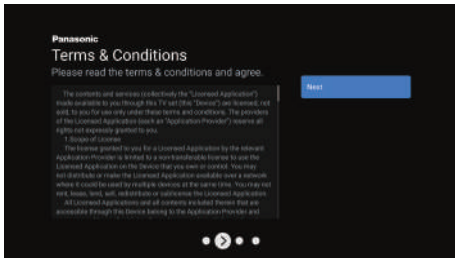 Panasonic
Terms & Conditions
Please read the terms & conditions and agree.
The contents and services (collectively the "Licensed Application")
made available to you through this TV set (this "Device") are licensed, not
sold, to you for use only under these terms and conditions. The providers
of the Licensed Application (each an "Application Provider") reserve all
rights not expressly granted to you.
1.Scope of License
The license granted to you for a Licensed Application by the relevant
Application Provider is limited to a non-transferable license to use the
Licensed Application on the Device that you own or control. You may
not distribute or make the Licensed Application available over a network
where it could be used by multiple devices at the same time. You may not
rent, lease, lend, sell, redistribute or sublicense the Licensed Application.
All Licensed Applications and all contents included therein that are
accessible through this Device belong to the Application Provider and
Next